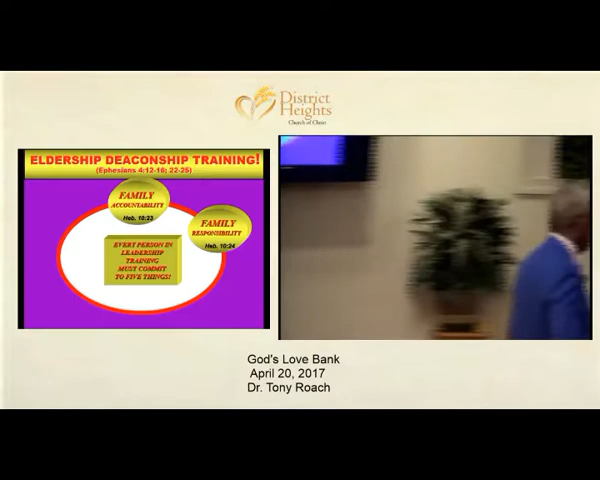 District
Heights
Church of Christ
ELDERSHIP DEACONSHIP TRAINING!
(Ephesians 4:12-16; 22-25)
FAMILY
ACCOUNTABILITY
Heb. 10:23
FAMILY
RESPONSIBILITY
Heb. 10:24
EVERY PERSON IN
LEADERSHIP
TRAINING
MUST COMMIT
TO FIVE THINGS!
God's Love Bank
April 20, 2017
Dr. Tony Roach